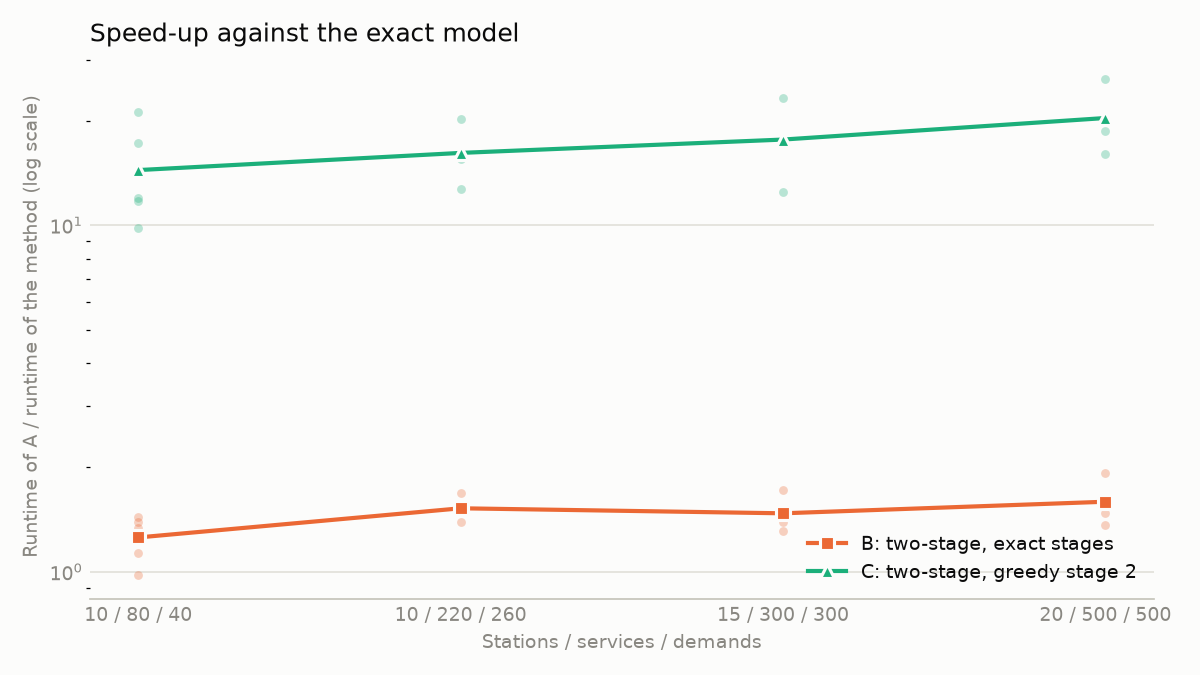 Speed-up against the exact model
Runtime of A / runtime of the method (log scale)
10¹
10⁰
B: two-stage, exact stages
C: two-stage, greedy stage 2
10 / 80 / 40
10 / 220 / 260
15 / 300 / 300
20 / 500 / 500
Stations / services / demands